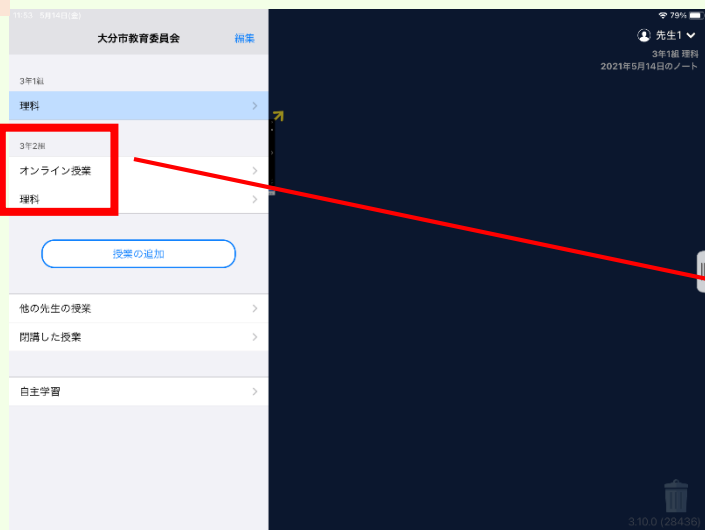 11:53 5月14日(金)
79%
大分市教育委員会
編集
先生1
3年1組 理科
2021年5月14日のノート
3年1組
理科
3年2組
オンライン授業
理科
授業の追加
他の先生の授業
閉講した授業
自主学習
3.10.0 (28436)